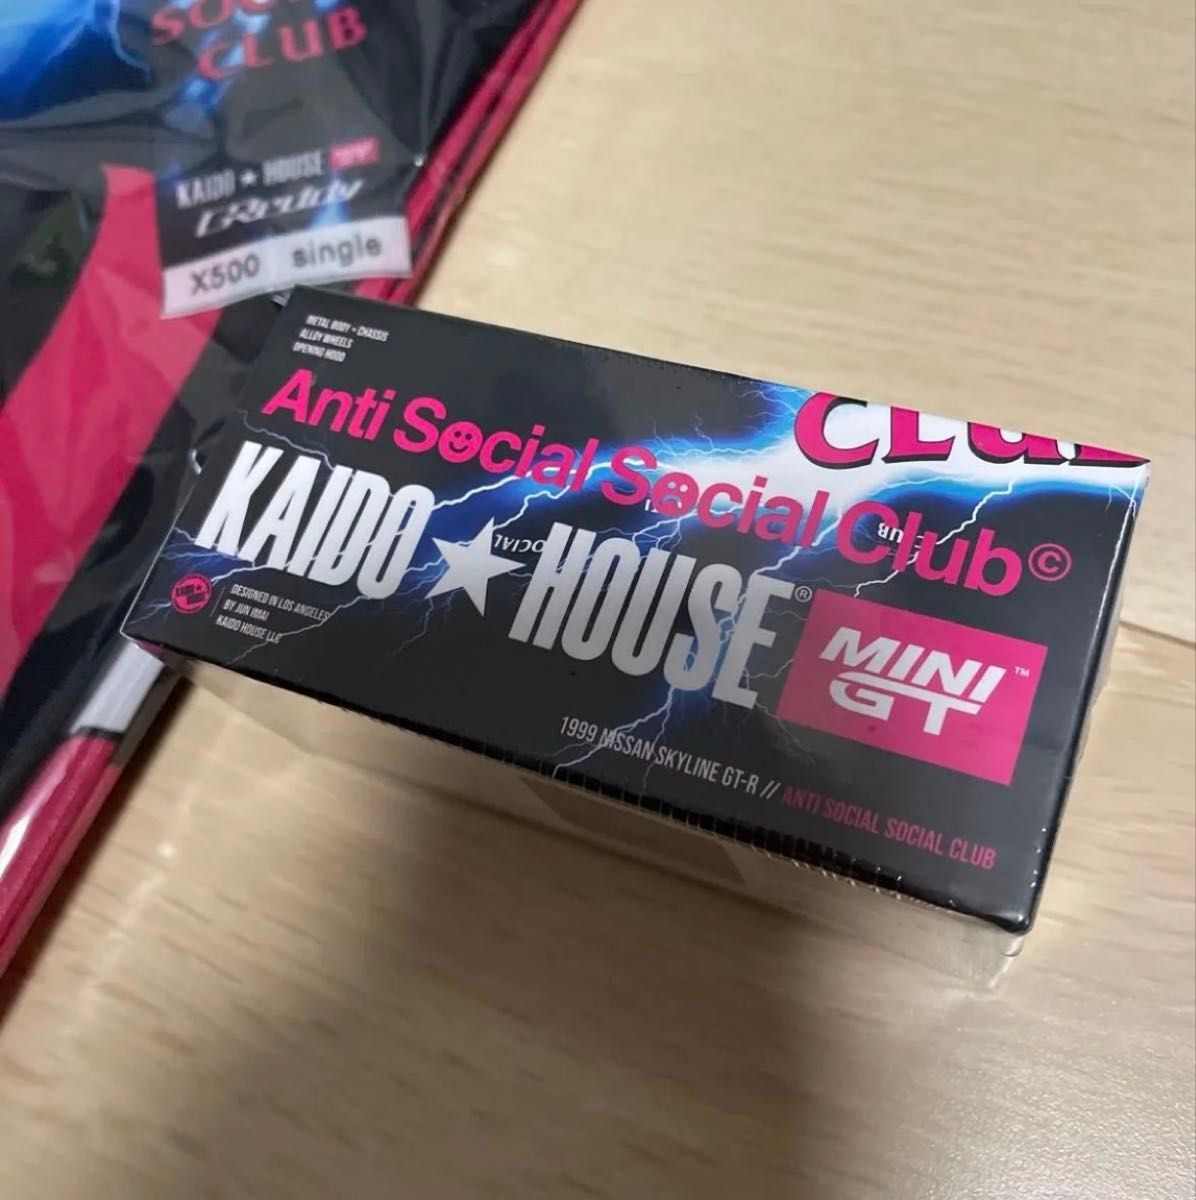 CLUB
KAIDO ★ HOUSE
GReddy
X500 single
METAL BODY + CHASSIS
ALLOY WHEELS
OPENING HOOD
Anti Social Social Club©
CLUB
KAIDO ★ HOUSE®
SOCIAL
CLUB
MINI GT™
DESIGNED IN LOS ANGELES
BY JUN IMAI
KAIDO HOUSE LLC
1999 NISSAN SKYLINE GT-R // ANTI SOCIAL SOCIAL CLUB